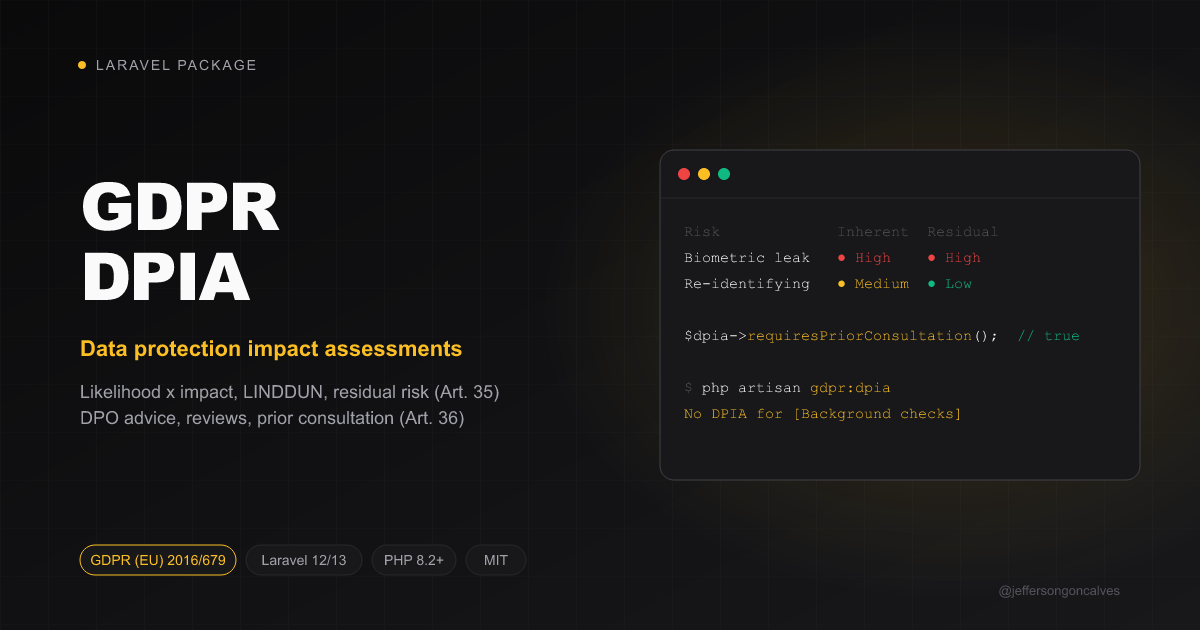 LARAVEL PACKAGE
GDPR
DPIA
Data protection impact assessments
Likelihood x impact, LINDDUN, residual risk (Art. 35)
DPO advice, reviews, prior consultation (Art. 36)
GDPR (EU) 2016/679 Laravel 12/13 PHP 8.2+ MIT
Risk Inherent Residual
Biometric leak ● High ● High
Re-identifying ● Medium ● Low
$dpia->requiresPriorConsultation(); // true
$ php artisan gdpr:dpia
No DPIA for [Background checks]
@jeffersongoncalves